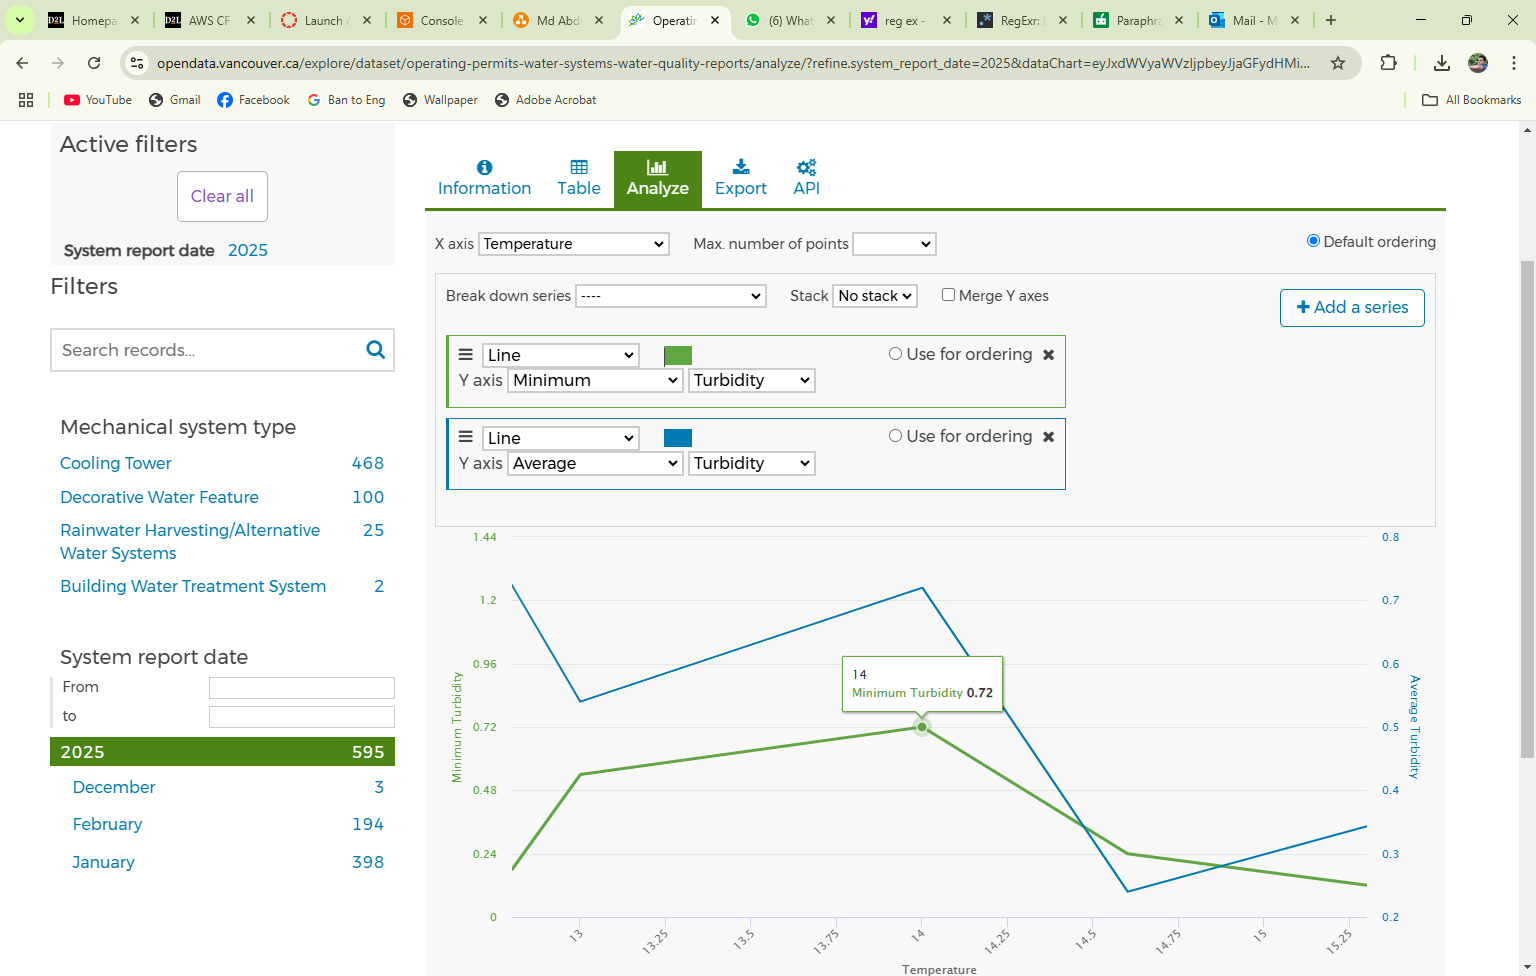 Homepa
AWS CF
Launch A
Console
Md Abd
Operatin
(6) What
reg ex -
RegExr: L
Paraphra
Mail - M
opendata.vancouver.ca/explore/dataset/operating-permits-water-systems-water-quality-reports/analyze/?refine.system_report_date=2025&dataChart=eyJxdWVyaWVzIjpbeyJjaGFydHMi...
YouTube
Gmail
Facebook
Ban to Eng
Wallpaper
Adobe Acrobat
All Bookmarks
Active filters
Clear all
System report date 2025
Filters
Search records...
Mechanical system type
Cooling Tower 468
Decorative Water Feature 100
Rainwater Harvesting/Alternative 25
Water Systems
Building Water Treatment System 2
System report date
From
to
2025 595
December 3
February 194
January 398
Information
Table
Analyze
Export
API
X axis Temperature Max. number of points Default ordering
Break down series ---- Stack No stack Merge Y axes + Add a series
Line Use for ordering
Y axis Minimum Turbidity
Line Use for ordering
Y axis Average Turbidity
1.44
1.2
0.96
0.72
0.48
0.24
0
Minimum Turbidity
14
Minimum Turbidity 0.72
0.8
0.7
0.6
0.5
0.4
0.3
0.2
Average Turbidity
13
13.25
13.5
13.75
14
14.25
14.5
14.75
15
15.25
Temperature